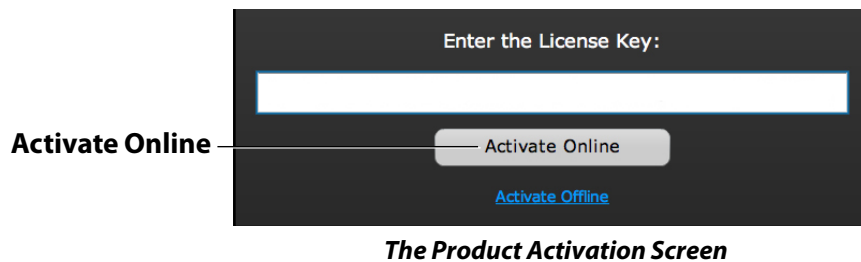 Enter the License Key:
Activate Online
Activate Online
Activate Offline
The Product Activation Screen